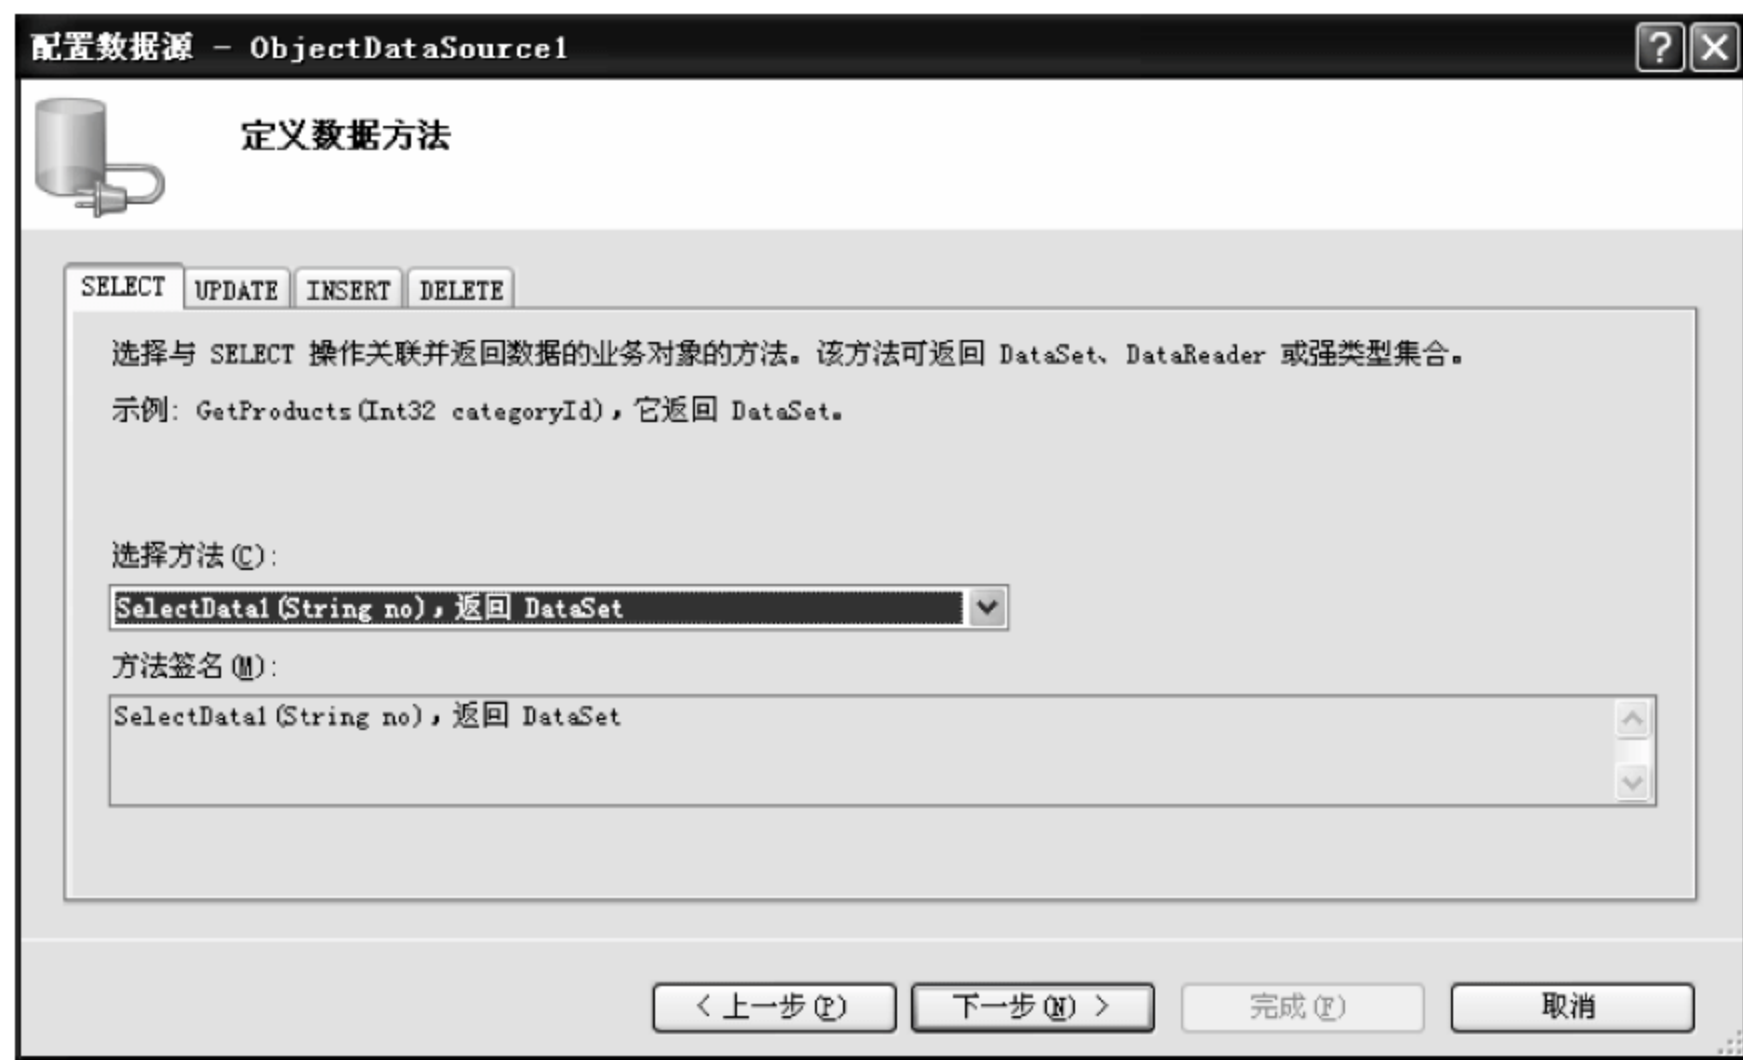 配置数据源 - ObjectDataSource1
定义数据方法
SELECT UPDATE INSERT DELETE
选择与 SELECT 操作关联并返回数据的业务对象的方法。该方法可返回 DataSet、DataReader 或强类型集合。
示例: GetProducts(Int32 categoryId)，它返回 DataSet。
选择方法(C):
SelectData1(String no)，返回 DataSet
方法签名(M):
SelectData1(String no)，返回 DataSet
< 上一步(P) 下一步(N) > 完成(F) 取消